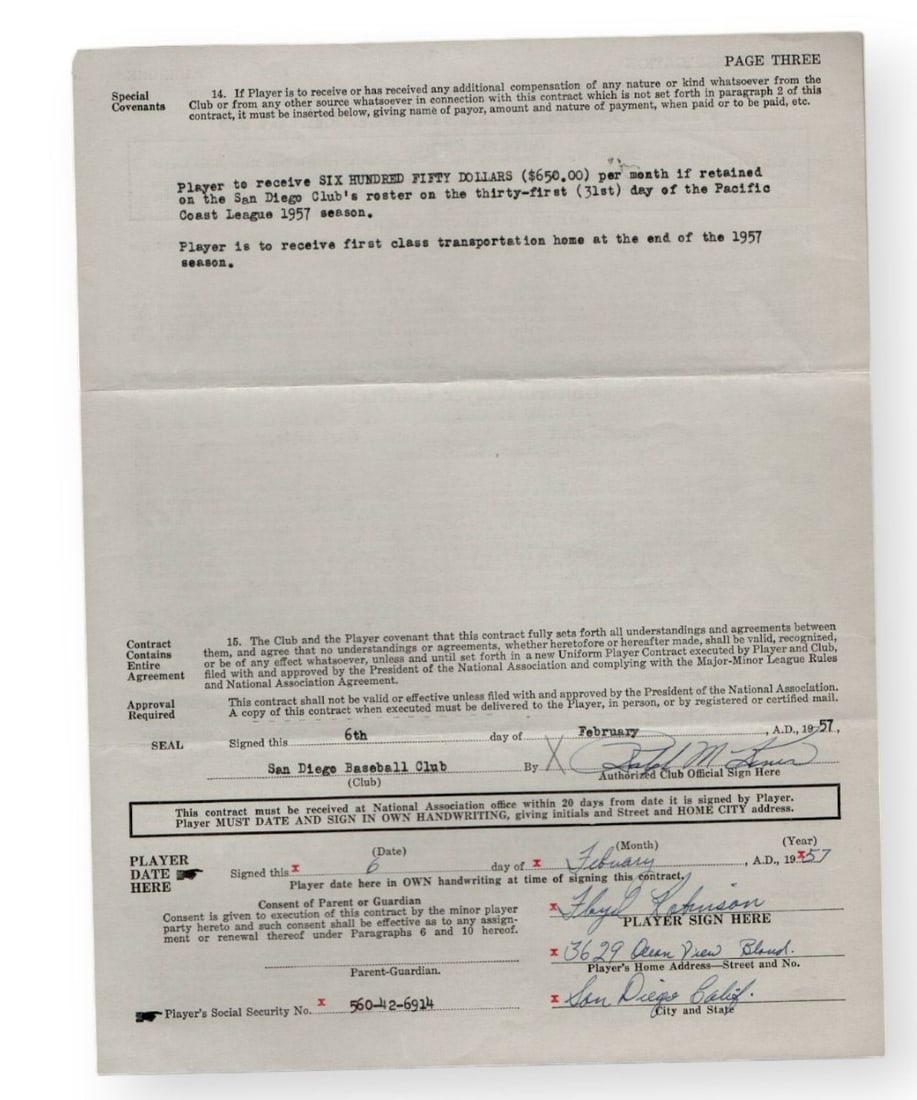 PAGE THREE
Special
Covenants
14. If Player is to receive or has received any additional compensation of any nature or kind whatsoever from the
Club or from any other source whatsoever in connection with this contract which is not set forth in paragraph 2 of this
contract, it must be inserted below, giving name of payor, amount and nature of payment, when paid or to be paid, etc.
Player to receive SIX HUNDRED FIFTY DOLLARS ($650.00) per month if retained
on the San Diego Club's roster on the thirty-first (31st) day of the Pacific
Coast League 1957 season.
Player is to receive first class transportation home at the end of the 1957
season.
Contract
Contains
Entire
Agreement
15. The Club and the Player covenant that this contract fully sets forth all understandings and agreements between
them, and agree that no understandings or agreements, whether heretofore or hereafter made, shall be valid, recognized,
or be of any effect whatsoever, unless and until set forth in a new Uniform Player Contract executed by Player and Club,
filed with and approved by the President of the National Association and complying with the Major-Minor League Rules
and National Association Agreement.
Approval
Required
This contract shall not be valid or effective unless filed with and approved by the President of the National Association.
A copy of this contract when executed must be delivered to the Player, in person, or by registered or certified mail.
SEAL
Signed this 6th day of February, A.D., 1957,
San Diego Baseball Club By X Ralph M Kiner
(Club) Authorized Club Official Sign Here
This contract must be received at National Association office within 20 days from date it is signed by Player.
Player MUST DATE AND SIGN IN OWN HANDWRITING, giving initials and Street and HOME CITY address.
PLAYER
DATE
HERE
(Date) (Month) (Year)
Signed this x 6 day of x Febuary, A.D., 19x57
Player date here in OWN handwriting at time of signing this contract.
Consent of Parent or Guardian
Consent is given to execution of this contract by the minor player
party hereto and such consent shall be effective as to any assign-
ment or renewal thereof under Paragraphs 6 and 10 hereof.
Parent-Guardian.
Player's Social Security No. x 560-42-6914
x Floyd Robinson
PLAYER SIGN HERE
x 3629 Ocean View Blvd.
Player's Home Address—Street and No.
x San Diego Calif.
City and State